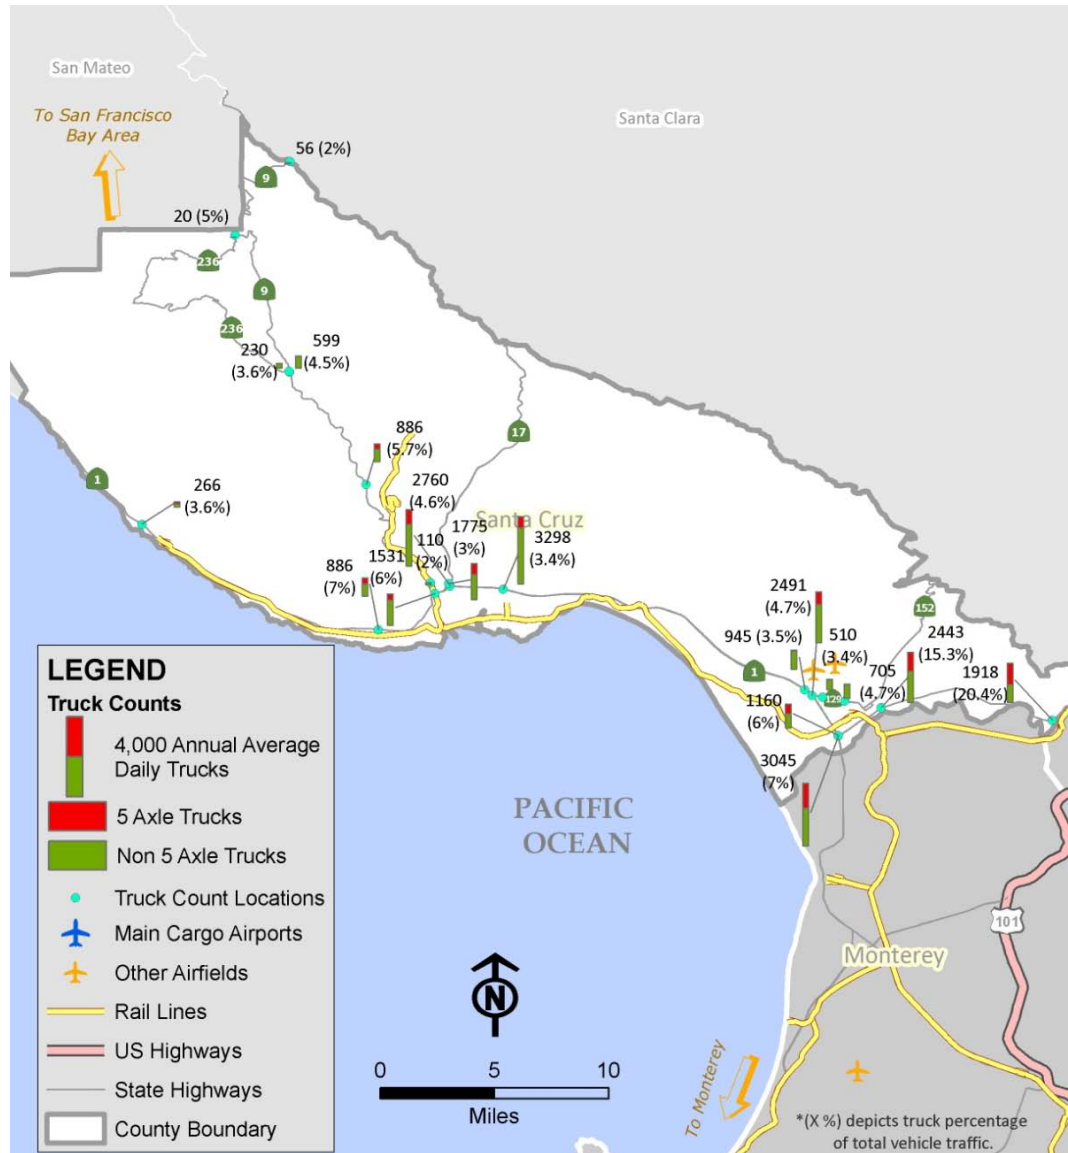 San Mateo
To San Francisco
Bay Area
Santa Clara
56 (2%)
9
20 (5%)
236
9
236
599
(4.5%)
230
(3.6%)
17
886
(5.7%)
1
266
(3.6%)
2760
(4.6%)
Santa Cruz
1775
(3%)
3298
(3.4%)
110
(2%)
1531
(6%)
886
(7%)
2491
(4.7%)
152
945 (3.5%)
510
(3.4%)
2443
(15.3%)
1
705
(4.7%)
1918
(20.4%)
129
1160
(6%)
3045
(7%)
LEGEND
Truck Counts
4,000 Annual Average
Daily Trucks
5 Axle Trucks
Non 5 Axle Trucks
Truck Count Locations
Main Cargo Airports
Other Airfields
Rail Lines
US Highways
State Highways
County Boundary
PACIFIC
OCEAN
101
Monterey
N
0 5 10
Miles
To Monterey
*(X %) depicts truck percentage
of total vehicle traffic.